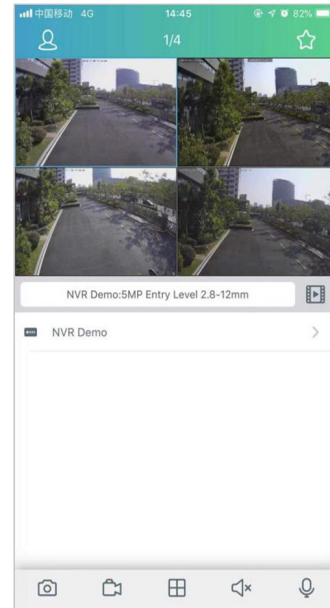 中国移动 4G 14:45 82%
1/4
NVR Demo:5MP Entry Level 2.8-12mm
NVR Demo